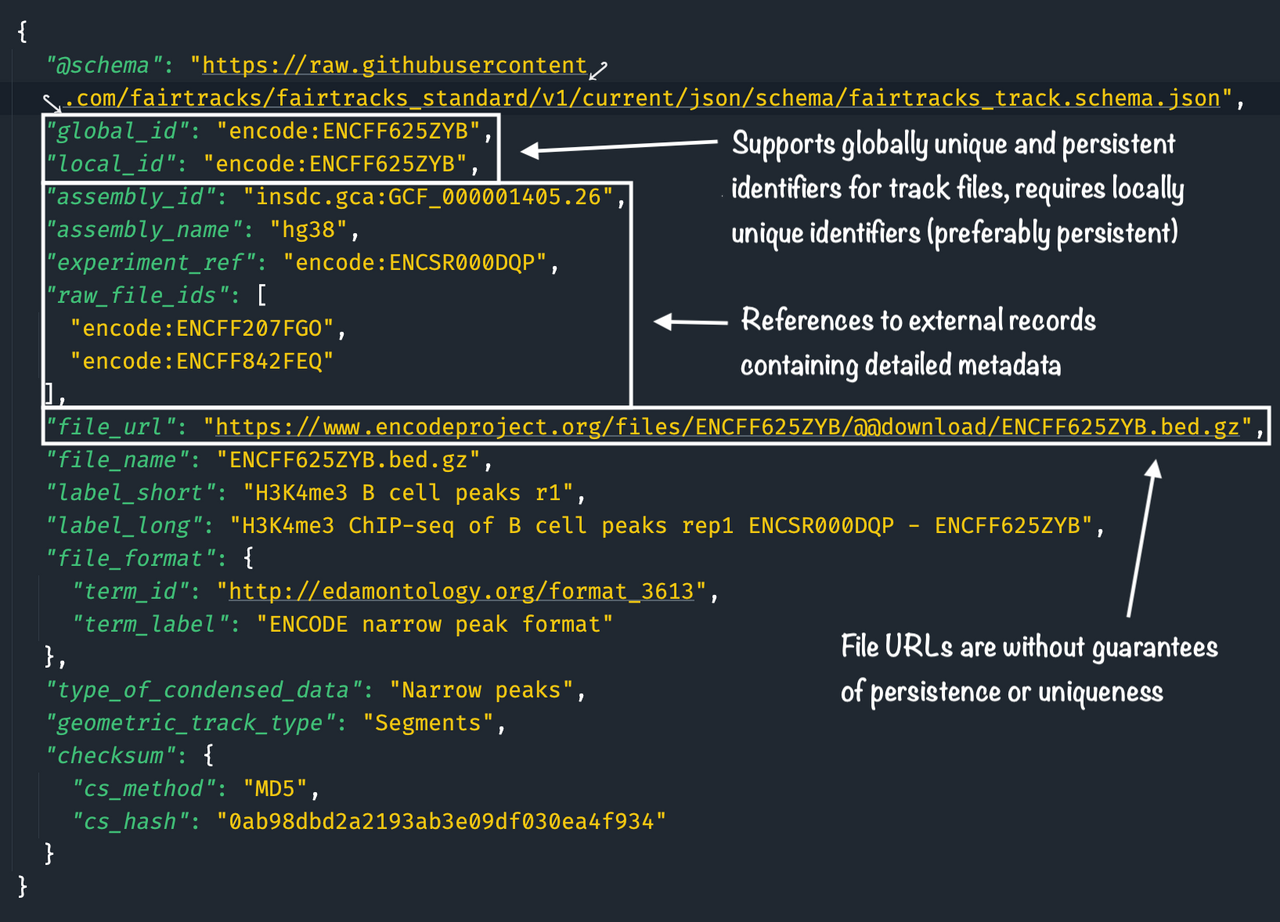 {
"@schema": "https://raw.githubusercontent
.com/fairtracks/fairtracks_standard/v1/current/json/schema/fairtracks_track.schema.json",
"global_id": "encode:ENCFF625ZYB",
"local_id": "encode:ENCFF625ZYB",
Supports globally unique and persistent
identifiers for track files, requires locally
unique identifiers (preferably persistent)
"assembly_id": "insdc.gca:GCF_000001405.26",
"assembly_name": "hg38",
"experiment_ref": "encode:ENCSR000DQP",
"raw_file_ids": [
"encode:ENCFF207FGO",
"encode:ENCFF842FEQ"
],
References to external records
containing detailed metadata
"file_url": "https://www.encodeproject.org/files/ENCFF625ZYB/@@download/ENCFF625ZYB.bed.gz",
"file_name": "ENCFF625ZYB.bed.gz",
"label_short": "H3K4me3 B cell peaks r1",
"label_long": "H3K4me3 ChIP-seq of B cell peaks rep1 ENCSR000DQP - ENCFF625ZYB",
"file_format": {
"term_id": "http://edamontology.org/format_3613",
"term_label": "ENCODE narrow peak format"
},
File URLs are without guarantees
of persistence or uniqueness
"type_of_condensed_data": "Narrow peaks",
"geometric_track_type": "Segments",
"checksum": {
"cs_method": "MD5",
"cs_hash": "0ab98dbd2a2193ab3e09df030ea4f934"
}
}